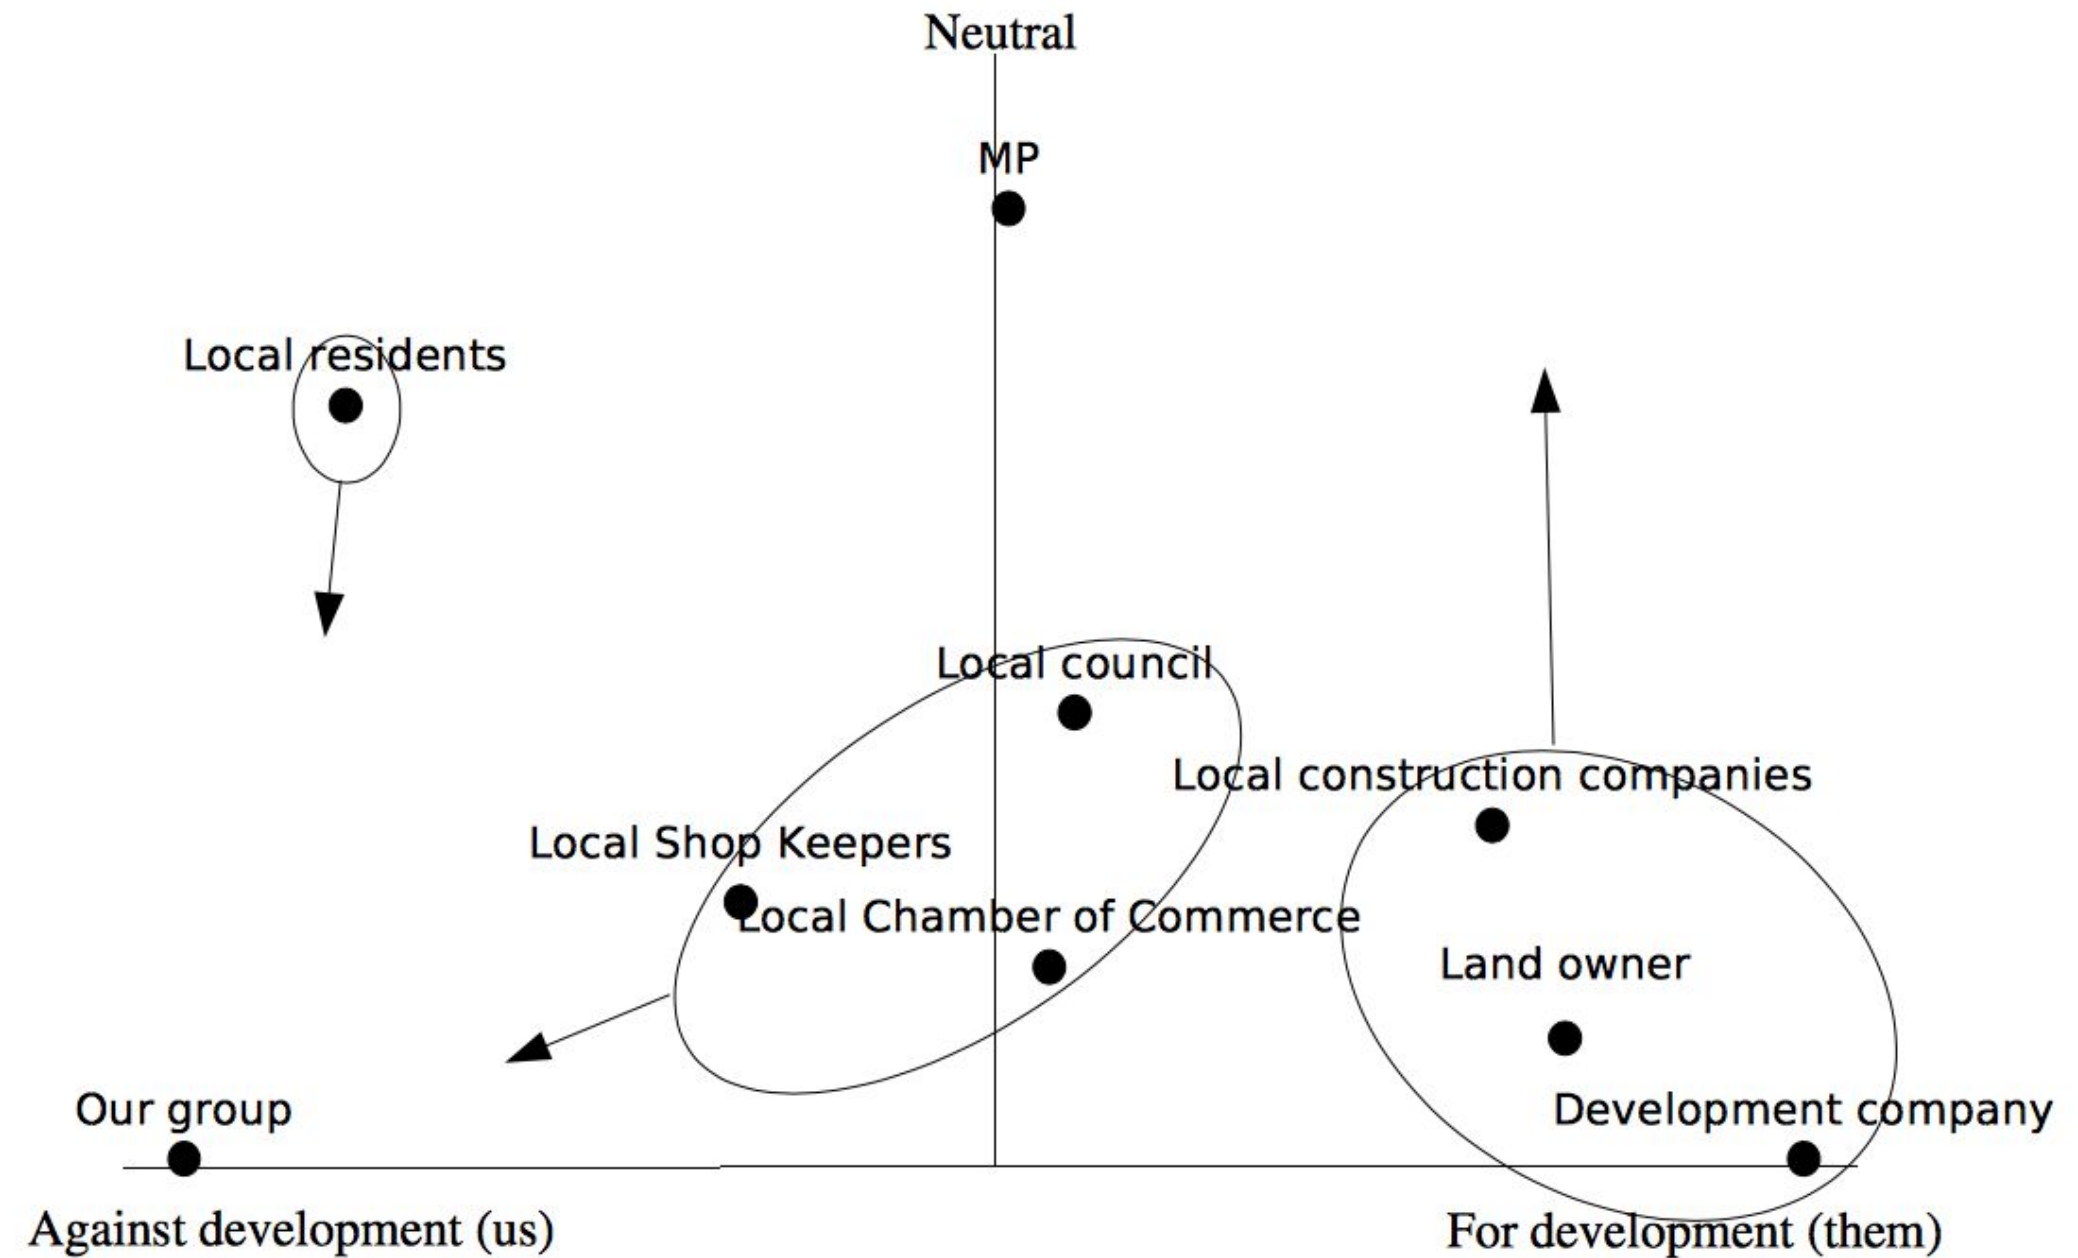 Neutral
MP
Local residents
Local council
Local construction companies
Local Shop Keepers
Local Chamber of Commerce
Land owner
Our group
Development company
Against development (us)
For development (them)